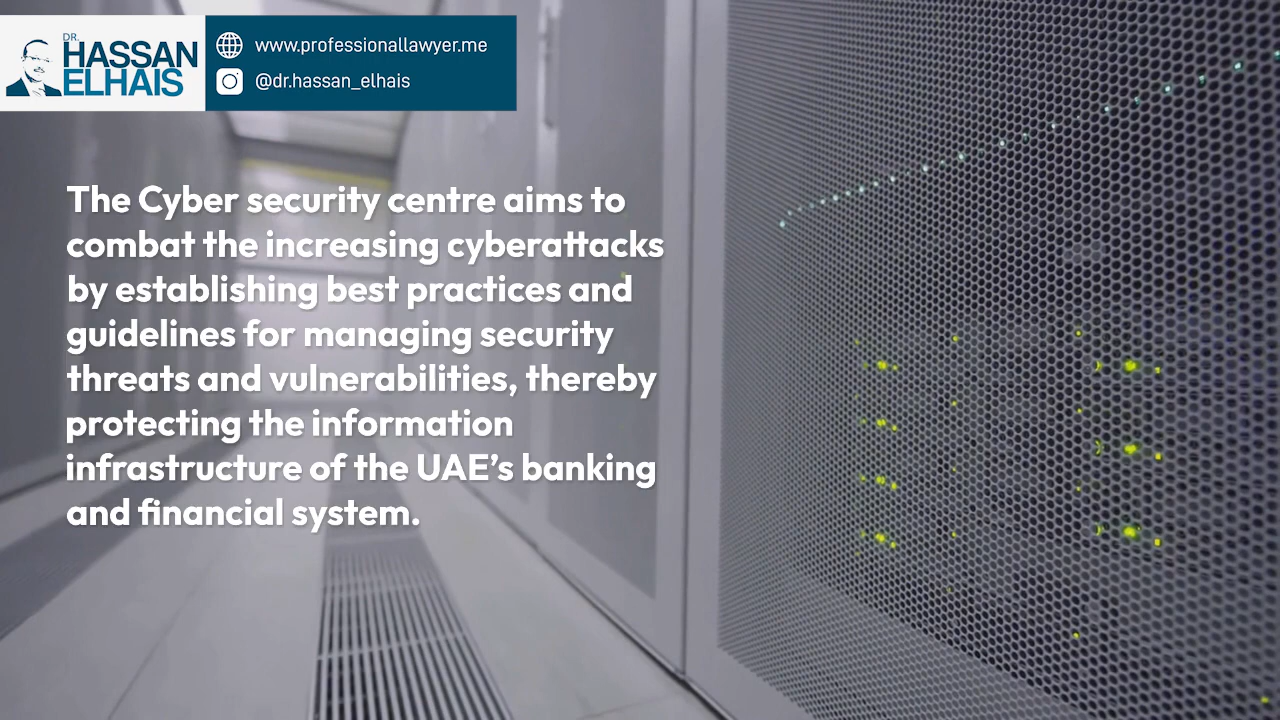 DR.
HASSAN
ELHAIS
www.professionallawyer.me
@dr.hassan_elhais
The Cyber security centre aims to
combat the increasing cyberattacks
by establishing best practices and
guidelines for managing security
threats and vulnerabilities, thereby
protecting the information
infrastructure of the UAE’s banking
and financial system.